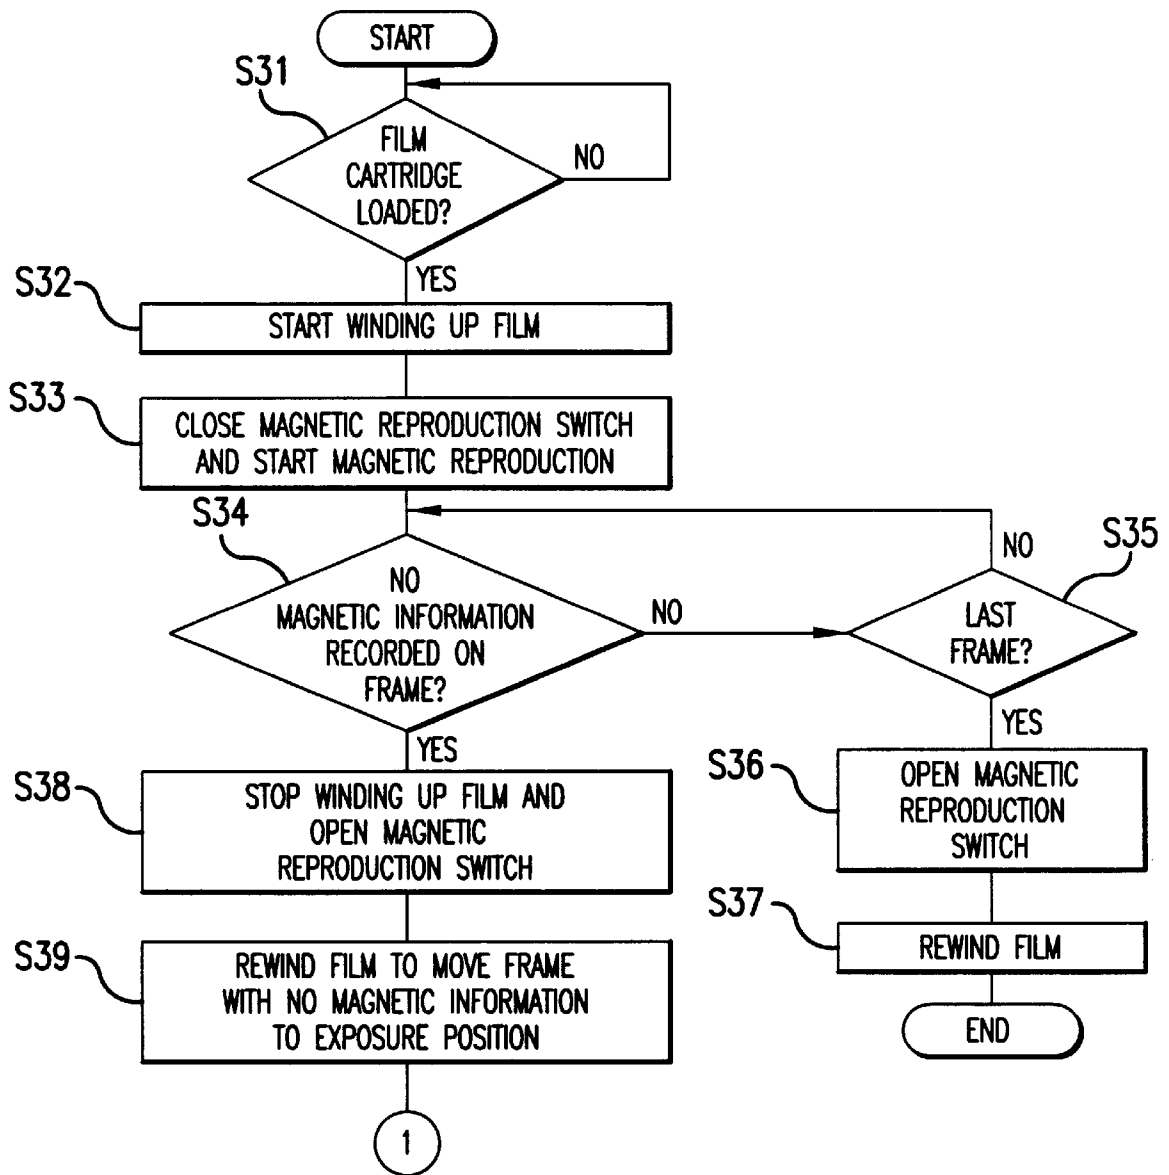 START
S31
FILM
CARTRIDGE
LOADED?
NO
YES
S32
START WINDING UP FILM
S33
CLOSE MAGNETIC REPRODUCTION SWITCH
AND START MAGNETIC REPRODUCTION
S34
NO
MAGNETIC INFORMATION
RECORDED ON
FRAME?
NO
YES
S35
LAST
FRAME?
NO
YES
S36
OPEN MAGNETIC
REPRODUCTION
SWITCH
S37
REWIND FILM
END
S38
STOP WINDING UP FILM AND
OPEN MAGNETIC
REPRODUCTION SWITCH
S39
REWIND FILM TO MOVE FRAME
WITH NO MAGNETIC INFORMATION
TO EXPOSURE POSITION
1